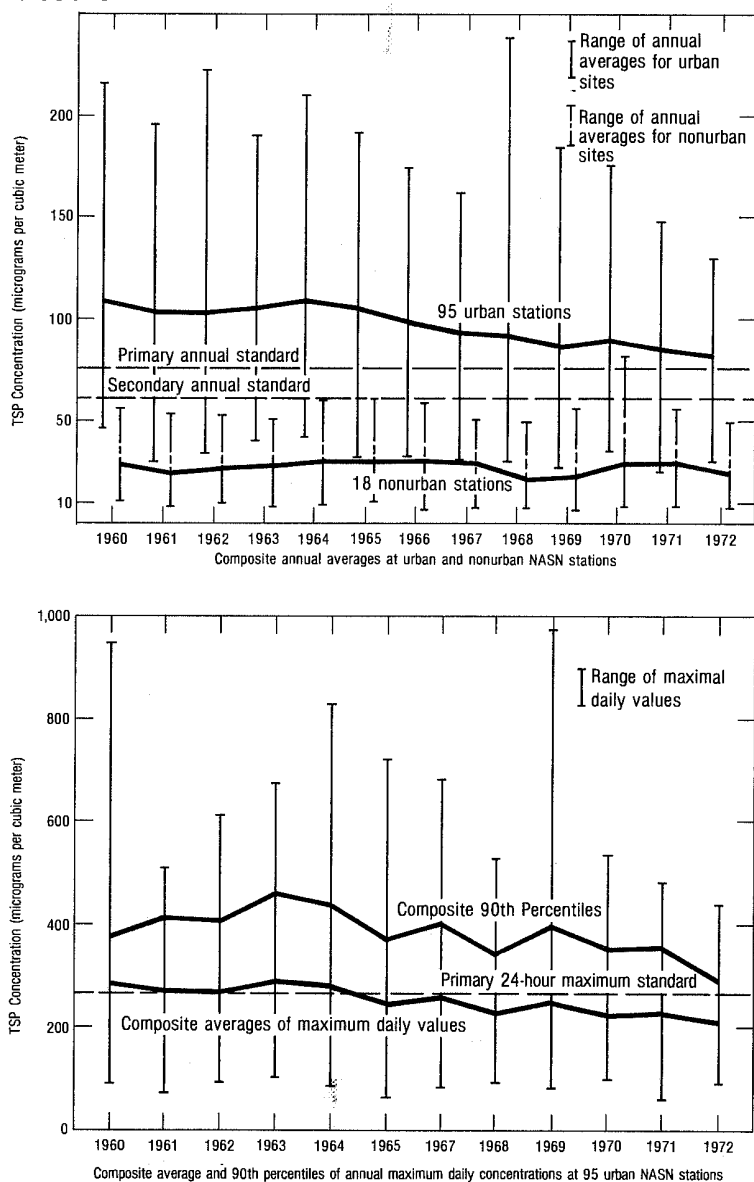 Range of annual
averages for urban
sites
Range of annual
averages for nonurban
sites
TSP Concentration (micrograms per cubic meter)
200
150
100
50
10
95 urban stations
Primary annual standard
Secondary annual standard
18 nonurban stations
1960 1961 1962 1963 1964 1965 1966 1967 1968 1969 1970 1971 1972
Composite annual averages at urban and nonurban NASN stations
1,000
800
600
400
200
0
TSP Concentration (micrograms per cubic meter)
Range of maximal
daily values
Composite 90th Percentiles
Primary 24-hour maximum standard
Composite averages of maximum daily values
1960 1961 1962 1963 1964 1965 1967 1968 1969 1970 1971 1972
Composite average and 90th percentiles of annual maximum daily concentrations at 95 urban NASN stations